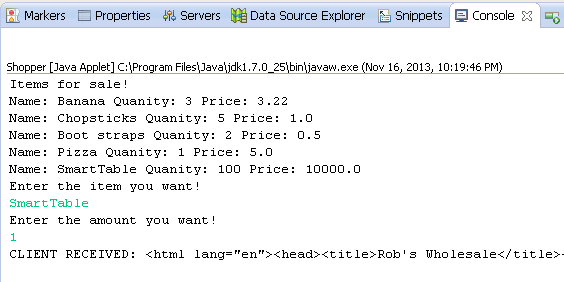 Markers Properties Servers Data Source Explorer Snippets Console
Shopper [Java Applet] C:\Program Files\Java\jdk1.7.0_25\bin\javaw.exe (Nov 16, 2013, 10:19:46 PM)
Items for sale!
Name: Banana Quanity: 3 Price: 3.22
Name: Chopsticks Quanity: 5 Price: 1.0
Name: Boot straps Quanity: 2 Price: 0.5
Name: Pizza Quanity: 1 Price: 5.0
Name: SmartTable Quanity: 100 Price: 10000.0
Enter the item you want!
SmartTable
Enter the amount you want!
1
CLIENT RECEIVED: <html lang="en"><head><title>Rob's Wholesale</title>